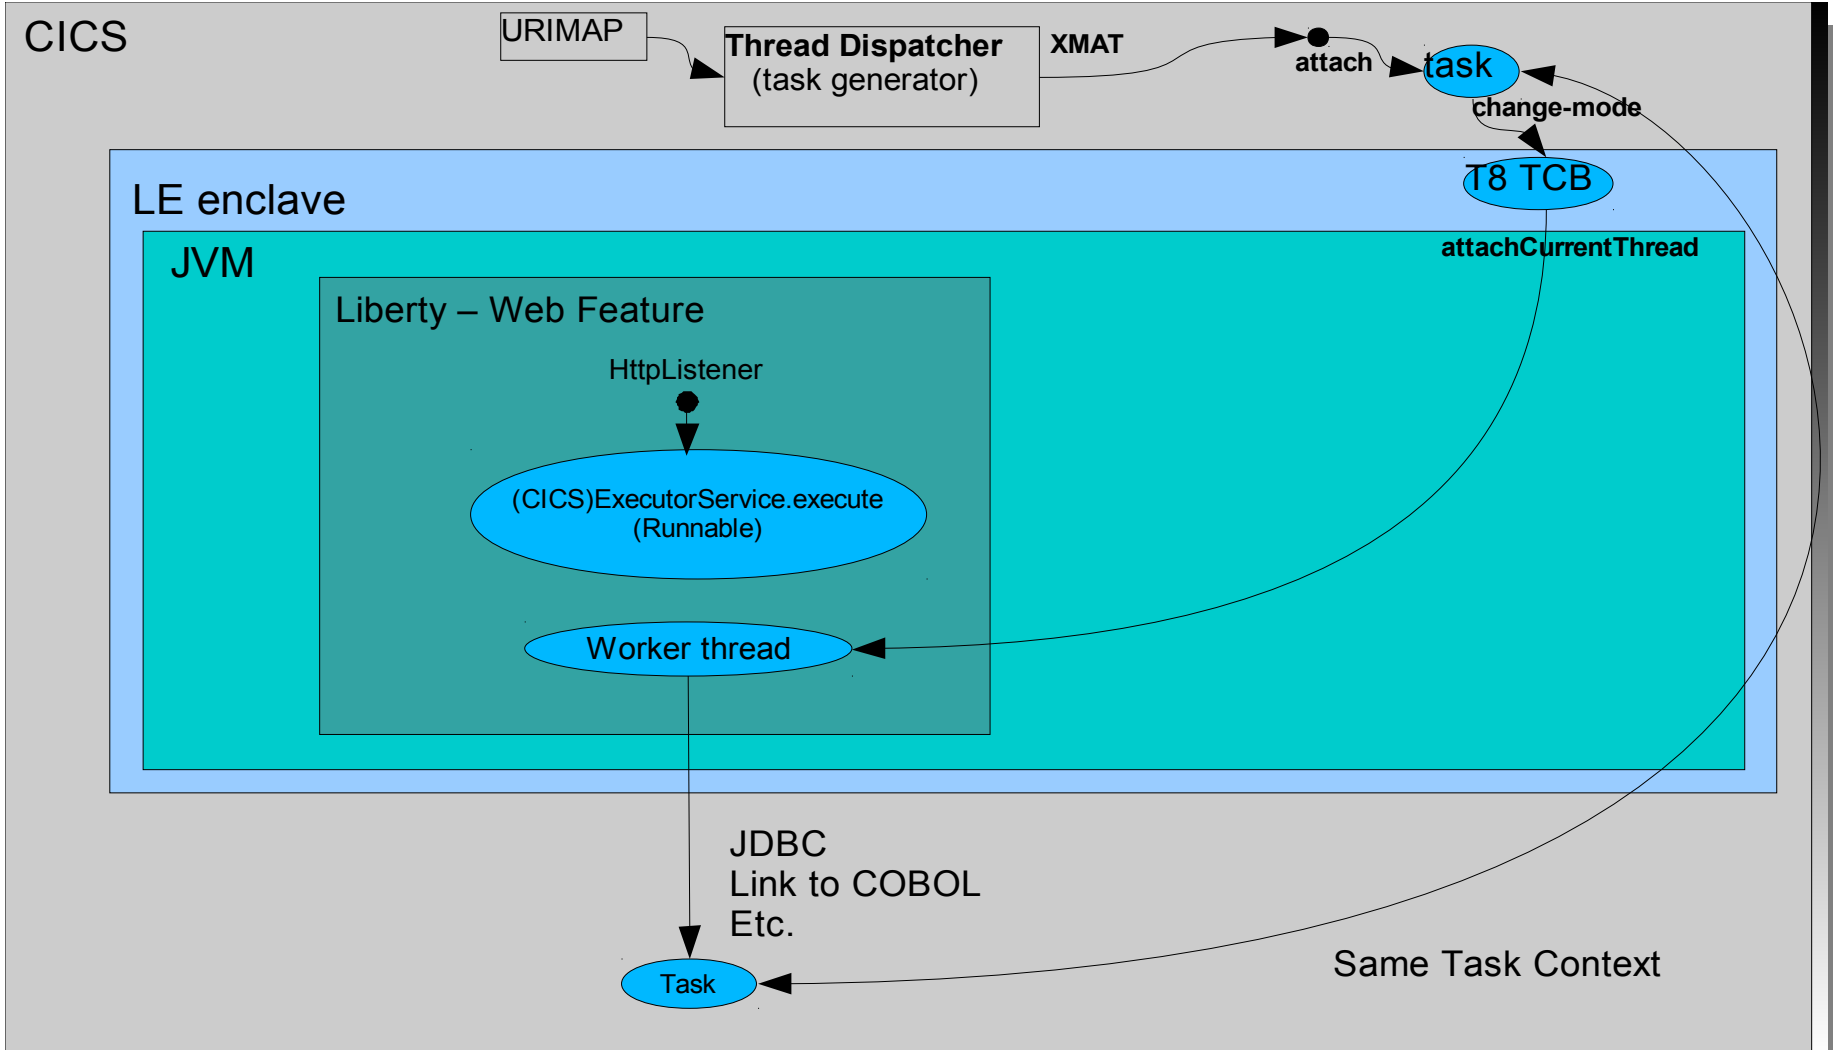 CICS
URIMAP
Thread Dispatcher
(task generator)
XMAT
attach
task
change-mode
T8 TCB
LE enclave
attachCurrentThread
JVM
Liberty – Web Feature
HttpListener
(CICS)ExecutorService.execute
(Runnable)
Worker thread
JDBC
Link to COBOL
Etc.
Same Task Context
Task